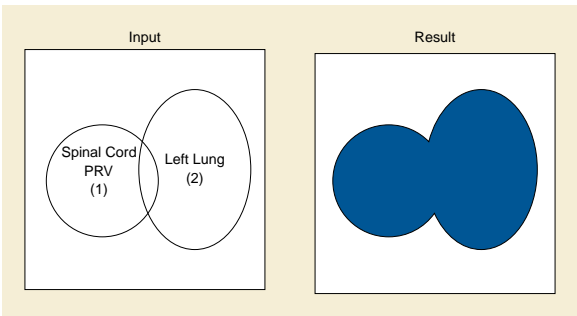 Input
Result
Spinal Cord
PRV
(1)
Left Lung
(2)